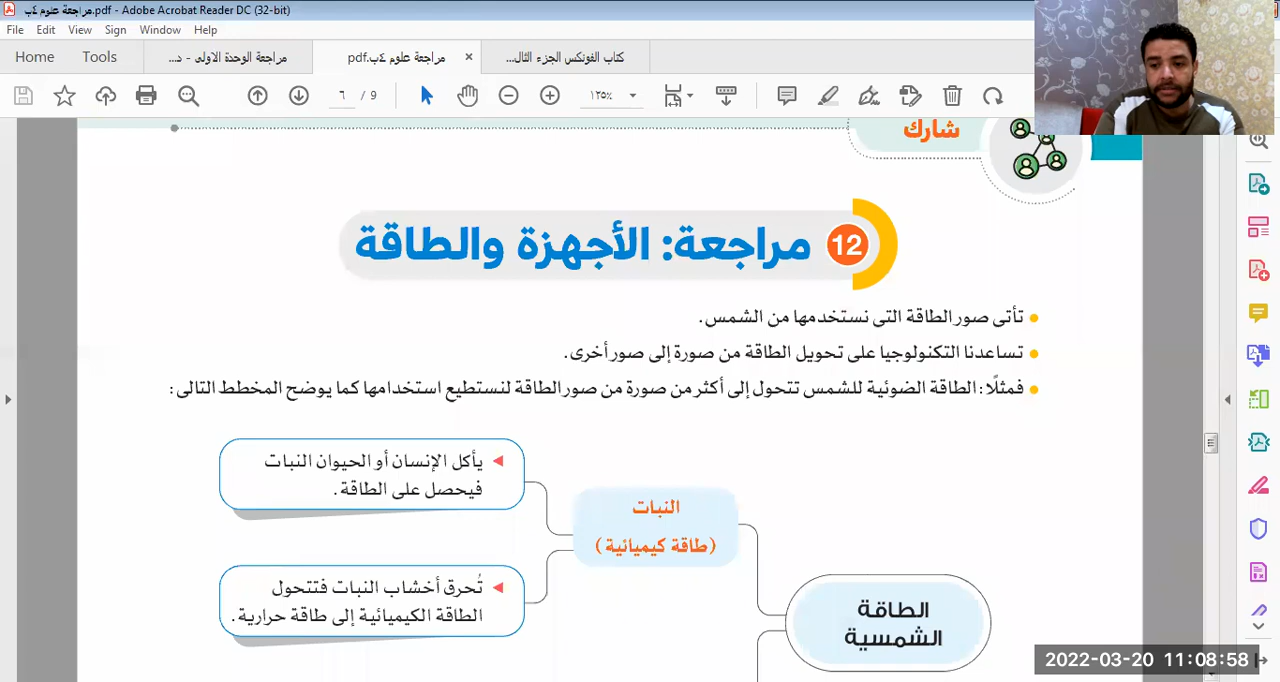 مراجعة علوم ٤ب.pdf - Adobe Acrobat Reader DC (32-bit)
File Edit View Sign Window Help
Home Tools مراجعة الوحدة الاولى - د... مراجعة علوم ٤ب.pdf × كتاب الفونكس الجزء الثال...
٦ / 9 ١٢٥%
شارك
12 مراجعة: الأجهزة والطاقة
تأتى صور الطاقة التى نستخدمها من الشمس.
تساعدنا التكنولوجيا على تحويل الطاقة من صورة إلى صور أخرى.
فمثلًا: الطاقة الضوئية للشمس تتحول إلى أكثر من صورة من صور الطاقة لنستطيع استخدامها كما يوضح المخطط التالى:
يأكل الإنسان أو الحيوان النبات
فيحصل على الطاقة.
النبات
(طاقة كيميائية)
تُحرق أخشاب النبات فتتحول
الطاقة الكيميائية إلى طاقة حرارية.
الطاقة
الشمسية
2022-03-20 11:08:58